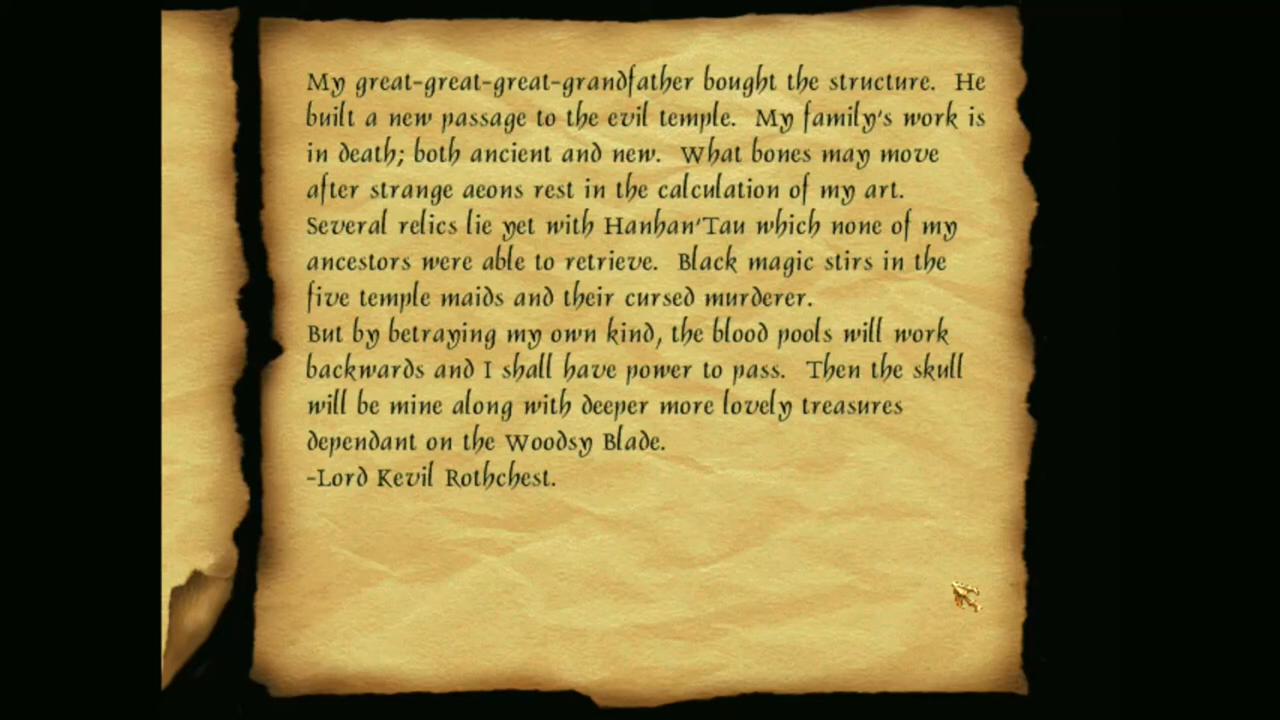 My great-great-great-grandfather bought the structure.  He
built a new passage to the evil temple.  My family's work is
in death; both ancient and new.  What bones may move
after strange aeons rest in the calculation of my art.
Several relics lie yet with Hanhan'Tau which none of my
ancestors were able to retrieve.  Black magic stirs in the
five temple maids and their cursed murderer.
But by betraying my own kind, the blood pools will work
backwards and I shall have power to pass.  Then the skull
will be mine along with deeper more lovely treasures
dependant on the Woodsy Blade.
-Lord Kevil Rothchest.